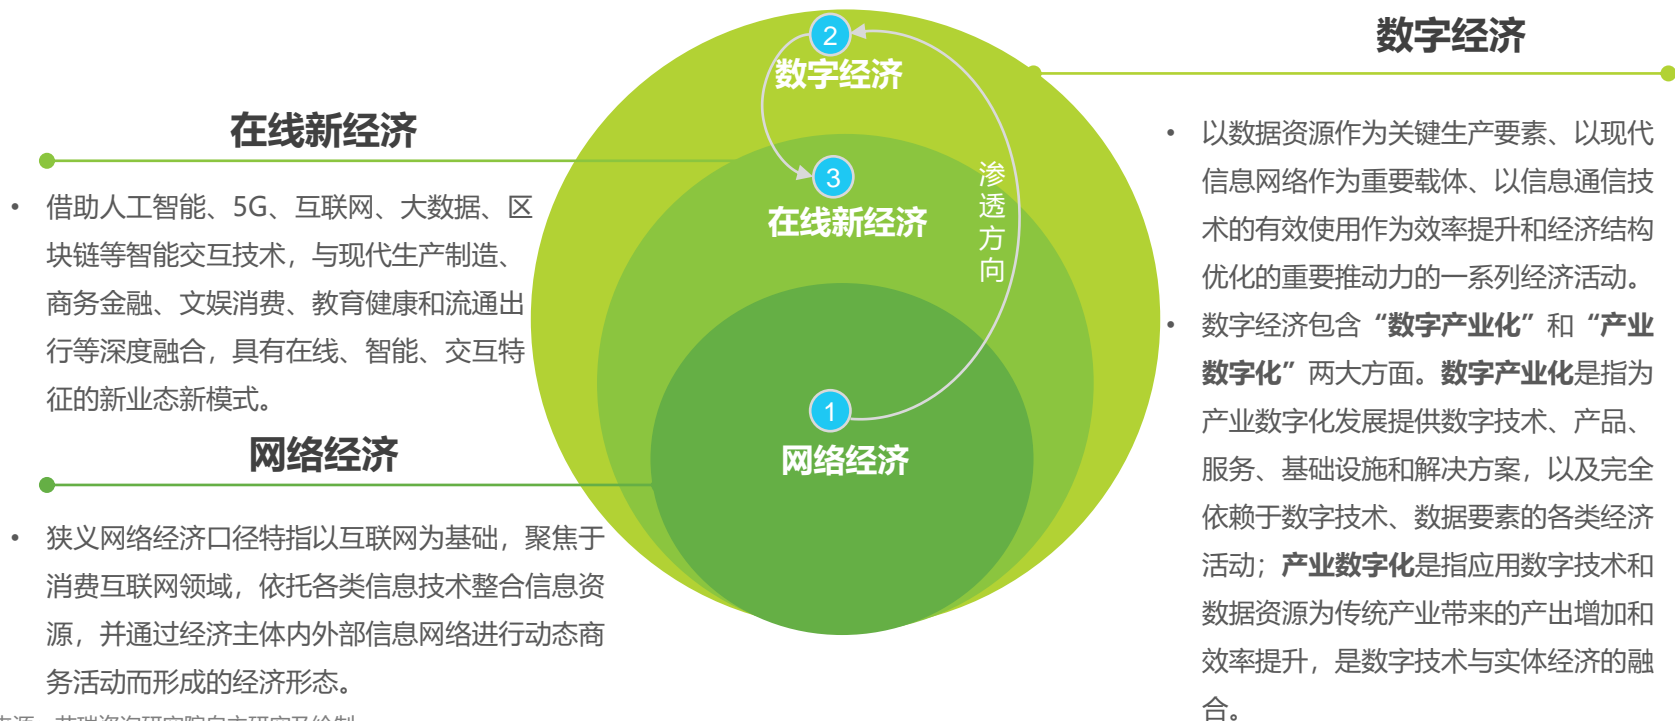 在线新经济
• 借助人工智能、5G、互联网、大数据、区
块链等智能交互技术，与现代生产制造、
商务金融、文娱消费、教育健康和流通出
行等深度融合，具有在线、智能、交互特
征的新业态新模式。
网络经济
• 狭义网络经济口径特指以互联网为基础，聚焦于
消费互联网领域，依托各类信息技术整合信息资
源，并通过经济主体内外部信息网络进行动态商
务活动而形成的经济形态。
2
数字经济
3
在线新经济
渗透方向
1
网络经济
数字经济
• 以数据资源作为关键生产要素、以现代
信息网络作为重要载体、以信息通信技
术的有效使用作为效率提升和经济结构
优化的重要推动力的一系列经济活动。
• 数字经济包含“数字产业化”和“产业
数字化”两大方面。数字产业化是指为
产业数字化发展提供数字技术、产品、
服务、基础设施和解决方案，以及完全
依赖于数字技术、数据要素的各类经济
活动；产业数字化是指应用数字技术和
数据资源为传统产业带来的产出增加和
效率提升，是数字技术与实体经济的融
合。